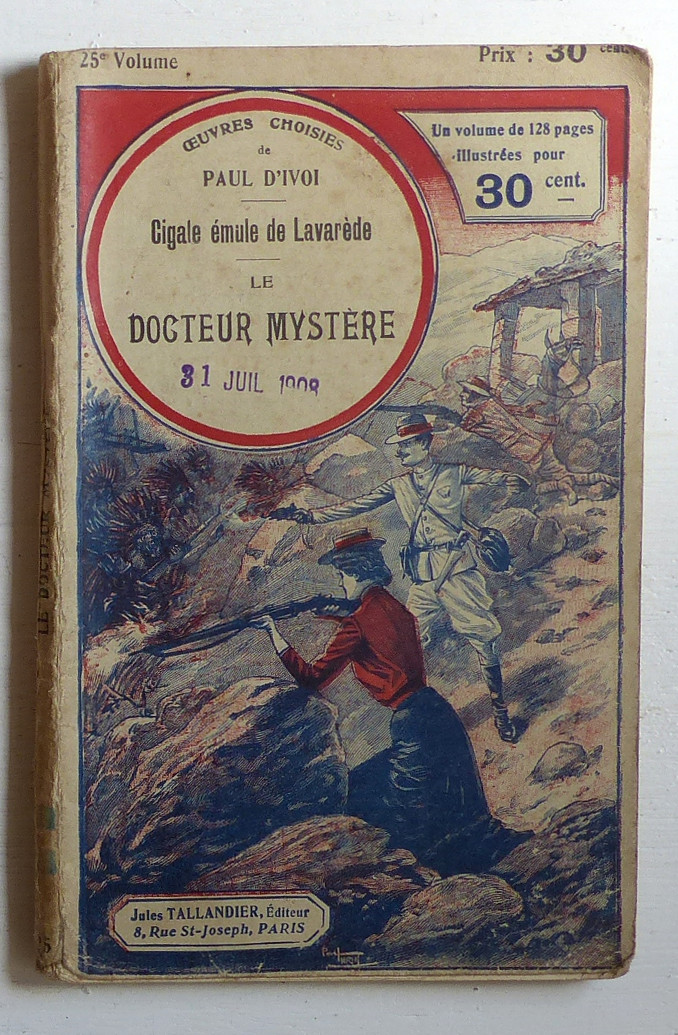 25e Volume
Prix : 30 cent.
Un volume de 128 pages
illustrées pour
30 cent.
ŒUVRES CHOISIES
de
PAUL D'IVOI
Cigale émule de Lavarède
LE
DOCTEUR MYSTÈRE
31 JUIL 1908
LE DOCTEUR MYSTÈRE
Jules TALLANDIER, Éditeur
8, Rue St-Joseph, PARIS